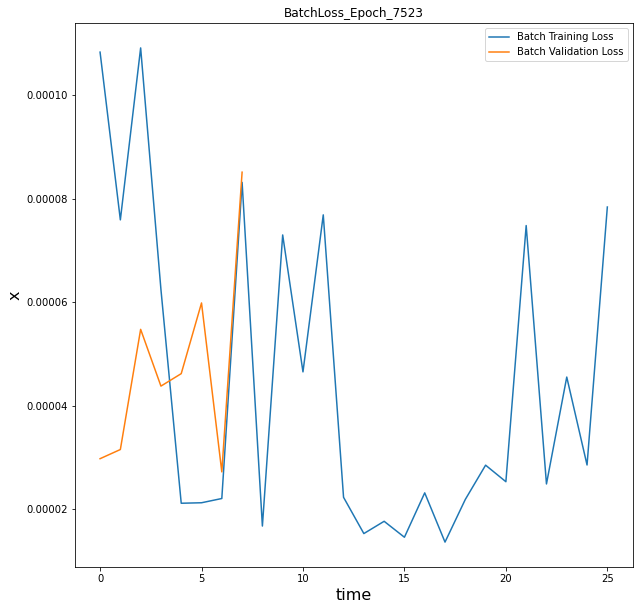 BatchLoss_Epoch_7523
Batch Training Loss
Batch Validation Loss
0.00010
0.00008
0.00006
0.00004
0.00002
x
0 5 10 15 20 25
time